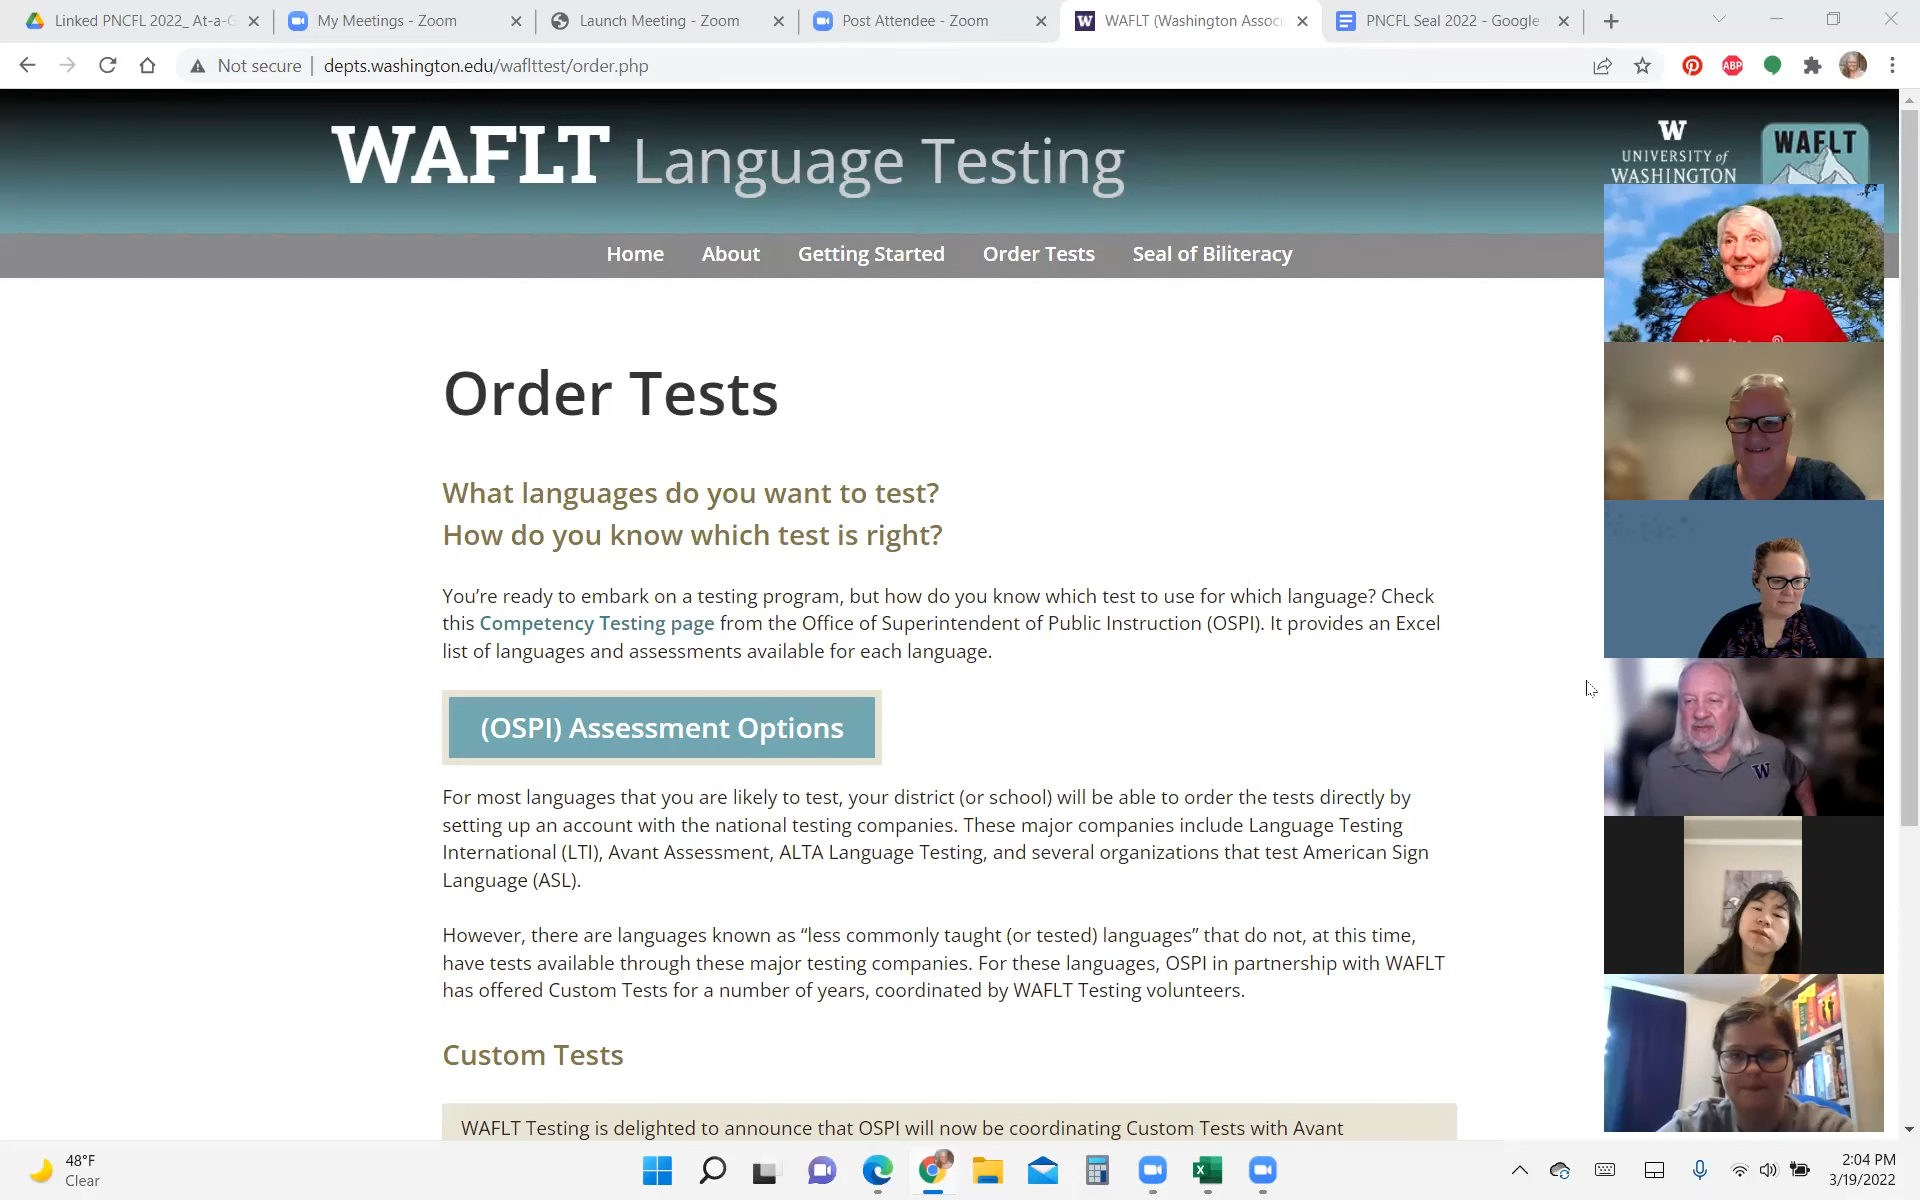 Linked PNCFL 2022_ At-a-G
My Meetings - Zoom
Launch Meeting - Zoom
Post Attendee - Zoom
WAFLT (Washington Assoc
PNCFL Seal 2022 - Google
Not secure
depts.washington.edu/waflttest/order.php
ABP
WAFLT Language Testing
W
UNIVERSITY of
WASHINGTON
WAFLT
Home
About
Getting Started
Order Tests
Seal of Biliteracy
Order Tests
What languages do you want to test?
How do you know which test is right?
You’re ready to embark on a testing program, but how do you know which test to use for which language? Check
this Competency Testing page from the Office of Superintendent of Public Instruction (OSPI). It provides an Excel
list of languages and assessments available for each language.
(OSPI) Assessment Options
W
For most languages that you are likely to test, your district (or school) will be able to order the tests directly by
setting up an account with the national testing companies. These major companies include Language Testing
International (LTI), Avant Assessment, ALTA Language Testing, and several organizations that test American Sign
Language (ASL).
However, there are languages known as “less commonly taught (or tested) languages” that do not, at this time,
have tests available through these major testing companies. For these languages, OSPI in partnership with WAFLT
has offered Custom Tests for a number of years, coordinated by WAFLT Testing volunteers.
Custom Tests
WAFLT Testing is delighted to announce that OSPI will now be coordinating Custom Tests with Avant
48°F
Clear
2:04 PM
3/19/2022